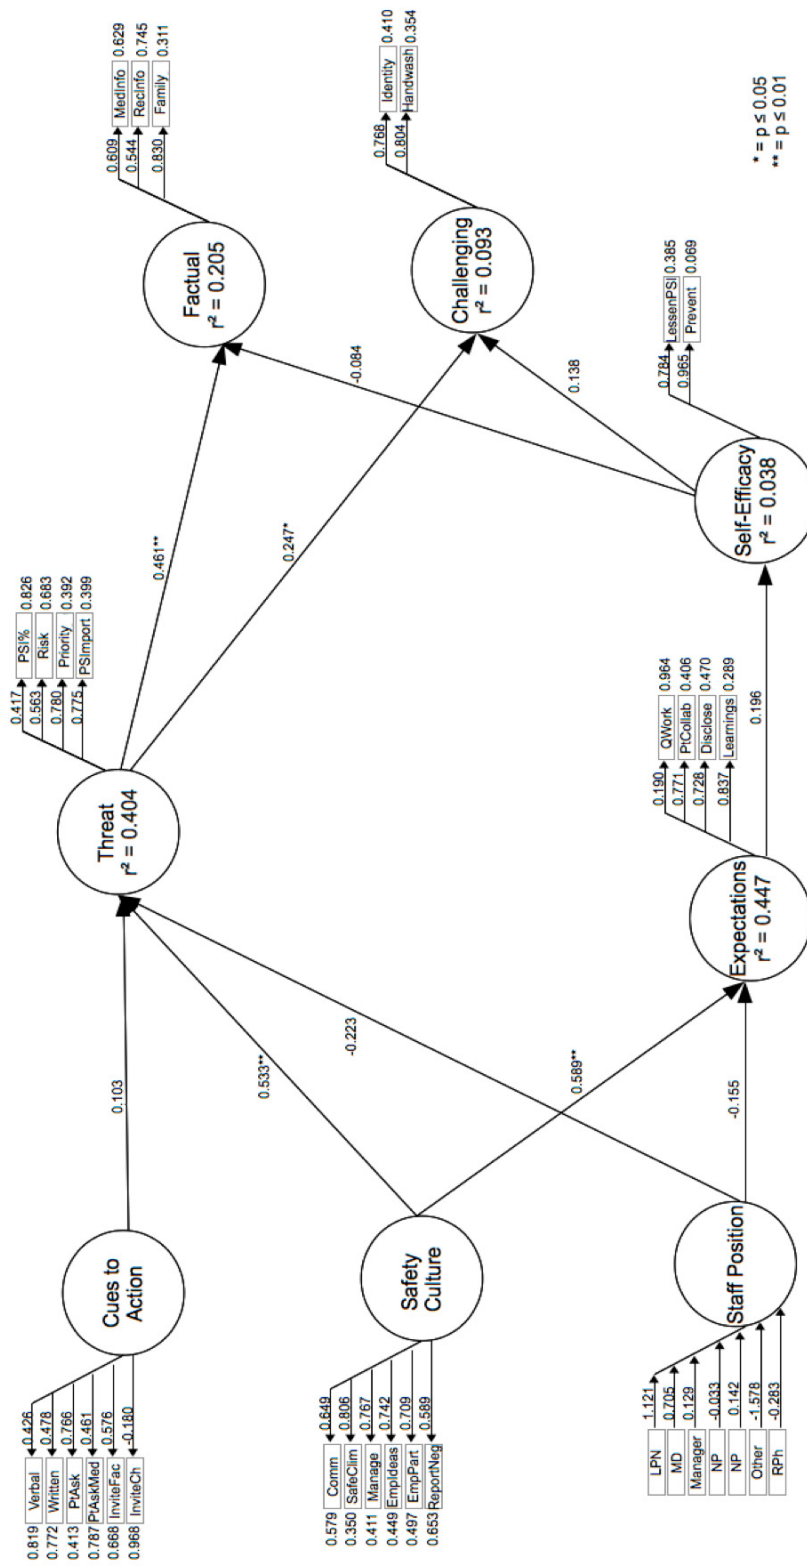 0.819 Verbal 0.426
0.772 Written 0.478
0.413 PtAsk 0.766
0.787 PtAskMed 0.461
0.668 InviteFac 0.576
0.968 InviteCh -0.180
Cues to
Action
0.579 Comm 0.649
0.350 SafeClim 0.806
0.411 Manage 0.767
0.449 EmpIdeas 0.742
0.497 EmpPart 0.709
0.653 ReportNeg 0.589
Safety
Culture
LPN 1.121
MD 0.705
Manager 0.129
NP -0.033
NP 0.142
Other -1.578
RPh -0.283
Staff Position
0.103
0.533**
-0.223
0.589**
-0.155
Threat
r² = 0.404
0.417 PSI% 0.826
0.563 Risk 0.683
0.780 Priority 0.392
0.775 PSImport 0.399
Expectations
r² = 0.447
0.190 QWork 0.964
0.771 PtCollab 0.406
0.728 Disclose 0.470
0.837 Learnings 0.289
0.461**
0.247*
-0.084
0.138
0.196
Self-Efficacy
r² = 0.038
0.784 LessenPSI 0.385
0.965 Prevent 0.069
Factual
r² = 0.205
0.609 MedInfo 0.629
0.544 RecInfo 0.745
0.830 Family 0.311
Challenging
r² = 0.093
0.768 Identity 0.410
0.804 Handwash 0.354
* = p ≤ 0.05
** = p ≤ 0.01